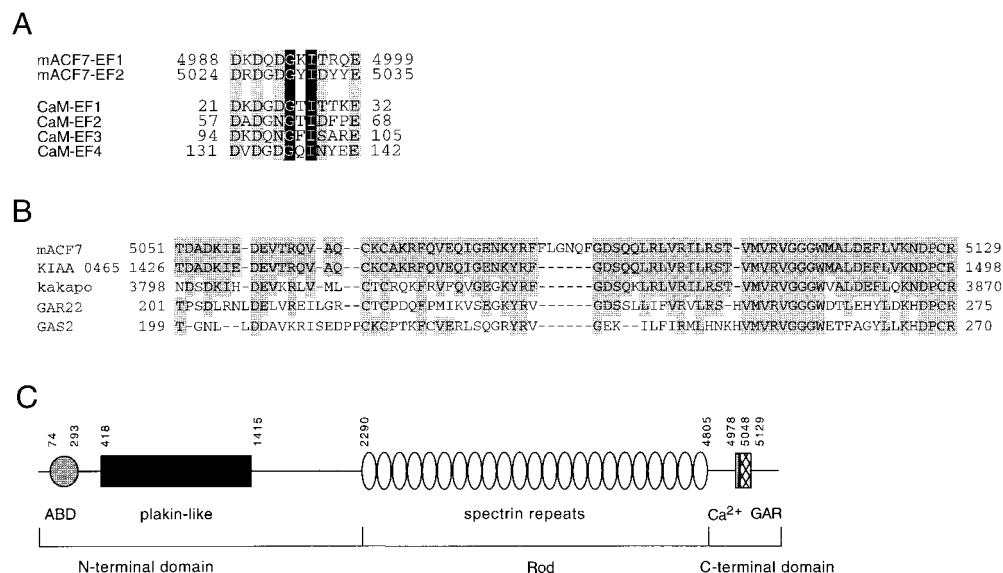 A
mACF7-EF1 4988 DKDQDGKITRQE 4999
mACF7-EF2 5024 DRDGDGYIDYYE 5035
CaM-EF1 21 DKDGDGTITTKE 32
CaM-EF2 57 DADGNGTIDFPE 68
CaM-EF3 94 DKDQNGFISARE 105
CaM-EF4 131 DVDGDGQINYEE 142
B
mACF7 5051 TDADKIE-DEVTRQV-AQ--CKCAKRFQVEQIGENKYRFFLGNQFGDSQQLRLVRILRST-VMVRVGGGWMALDEFLVKNDPCR 5129
KIAA 0465 1426 TDADKIE-DEVTRQV-AQ--CKCAKRFQVEQIGENKYRF------GDSQQLRLVRILRST-VMVRVGGGWMALDEFLVKNDPCR 1498
kakapo 3798 NDSDKIH-DEVKRLV-ML--CTCRQKFRVFQVGEGKYRF------GDSQKLRLVRILRST-VMVRVGGGWVALDEFLQKNDPCR 3870
GAR22 201 TPSDLRNLDELVREILGR--CTCPDQFPMIKVSEGKYRV------GDSSLLIFVRVLRS-HVMVRVGGGWDTLEHYLDKHDPCR 275
GAS2 199 T-GNL--LDDAVKRISEDPPCKCPTKFCVERLSQGRYRV------GEK--ILFIRMLHNKHVMVRVGGGWETFAGYLLKHDPCR 270
C
74 293 418 1415 2290 4805 4978 5048 5129
ABD plakin-like spectrin repeats Ca2+ GAR
N-terminal domain Rod C-terminal domain